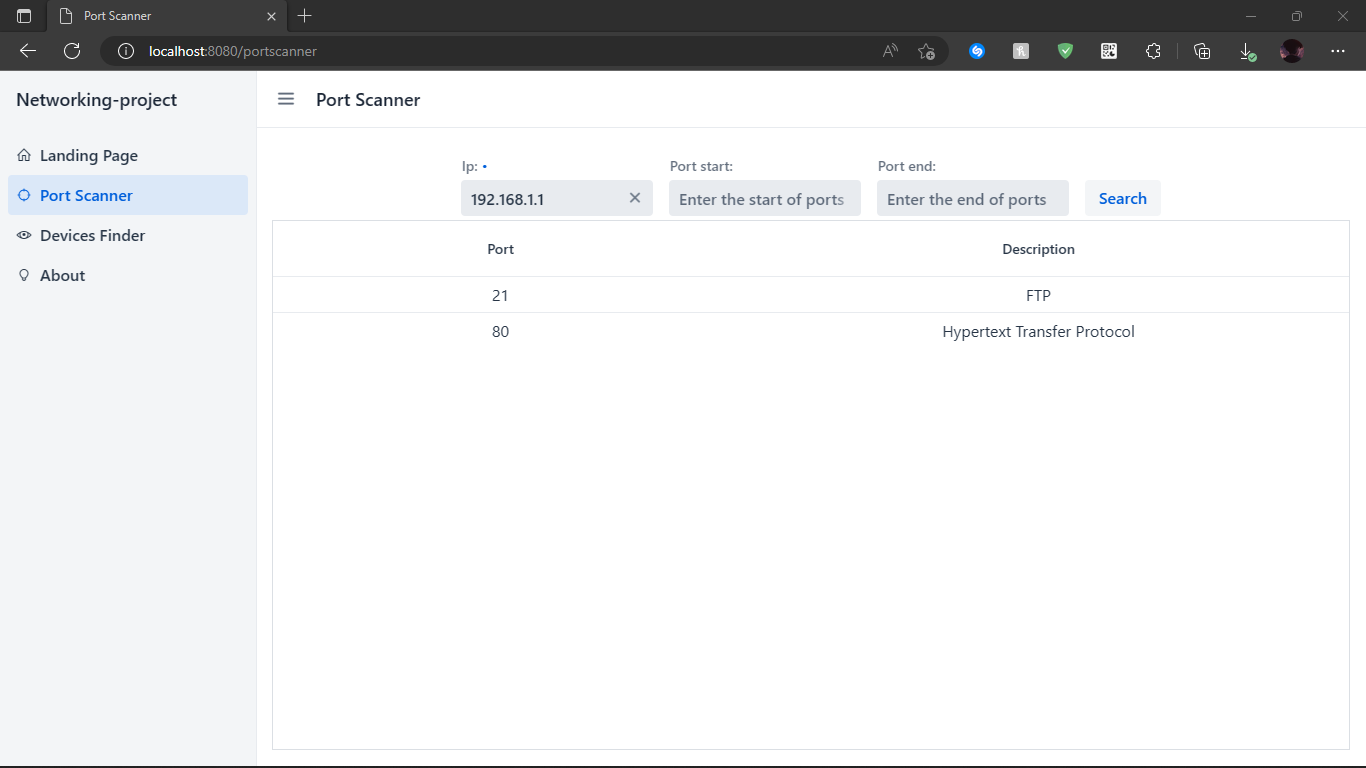 Port Scanner
localhost:8080/portscanner
Networking-project
Port Scanner
Landing Page
Port Scanner
Devices Finder
About
Ip: •
Port start:
Port end:
192.168.1.1
Enter the start of ports
Enter the end of ports
Search
Port
Description
21
FTP
80
Hypertext Transfer Protocol